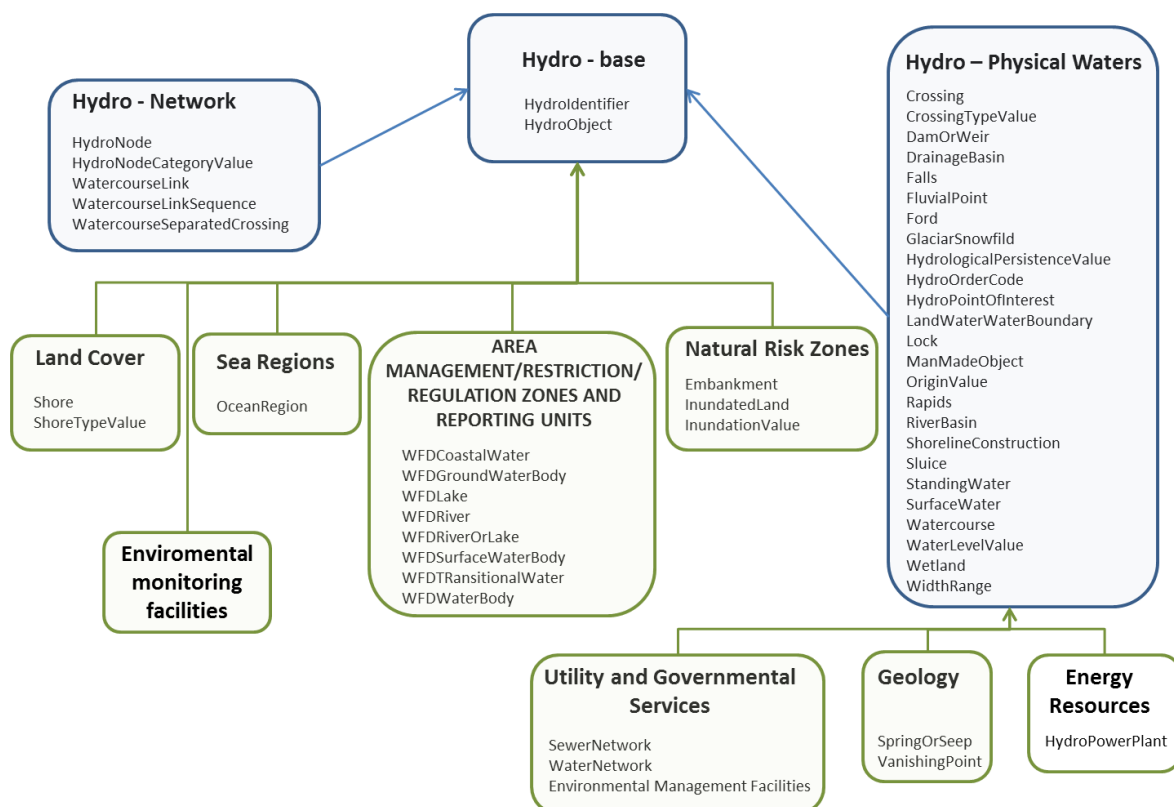 Hydro - base
HydroIdentifier
HydroObject
Hydro - Network
HydroNode
HydroNodeCategoryValue
WatercourseLink
WatercourseLinkSequence
WatercourseSeparatedCrossing
Hydro – Physical Waters
Crossing
CrossingTypeValue
DamOrWeir
DrainageBasin
Falls
FluvialPoint
Ford
GlaciarSnowfild
HydrologicalPersistenceValue
HydroOrderCode
HydroPointOfInterest
LandWaterWaterBoundary
Lock
ManMadeObject
OriginValue
Rapids
RiverBasin
ShorelineConstruction
Sluice
StandingWater
SurfaceWater
Watercourse
WaterLevelValue
Wetland
WidthRange
Land Cover
Shore
ShoreTypeValue
Sea Regions
OceanRegion
AREA
MANAGEMENT/RESTRICTION/
REGULATION ZONES AND
REPORTING UNITS
WFDCoastalWater
WFDGroundWaterBody
WFDLake
WFDRiver
WFDRiverOrLake
WFDSurfaceWaterBody
WFDTRansitionalWater
WFDWaterBody
Natural Risk Zones
Embankment
InundatedLand
InundationValue
Enviromental
monitoring
facilities
Utility and Governmental
Services
SewerNetwork
WaterNetwork
Environmental Management Facilities
Geology
SpringOrSeep
VanishingPoint
Energy
Resources
HydroPowerPlant